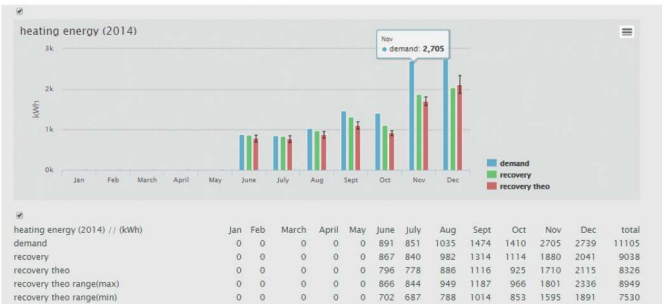 heating energy (2014)
3k
2k
1k
0k
kWh
Nov
demand: 2,705
Jan Feb March April May June July Aug Sept Oct Nov Dec
demand
recovery
recovery theo
heating energy (2014) // (kWh) Jan Feb March April May June July Aug Sept Oct Nov Dec total
demand 0 0 0 0 0 891 851 1035 1474 1410 2705 2739 11105
recovery 0 0 0 0 0 867 840 982 1314 1114 1880 2041 9038
recovery theo 0 0 0 0 0 796 778 886 1116 925 1710 2115 8326
recovery theo range(max) 0 0 0 0 0 866 844 949 1187 966 1801 2336 8949
recovery theo range(min) 0 0 0 0 0 702 687 788 1014 853 1595 1891 7530